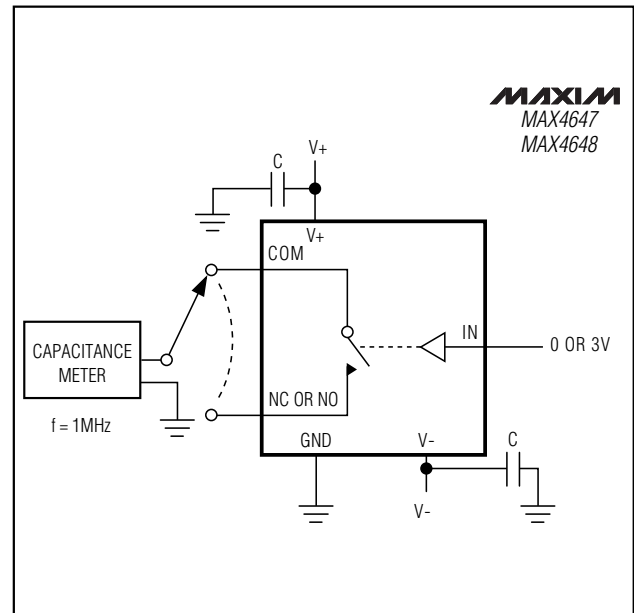 MAXIM
MAX4647
MAX4648
V+
C
V+
COM
IN
0 OR 3V
CAPACITANCE
METER
NC OR NO
f = 1MHz
GND
V-
C
V-